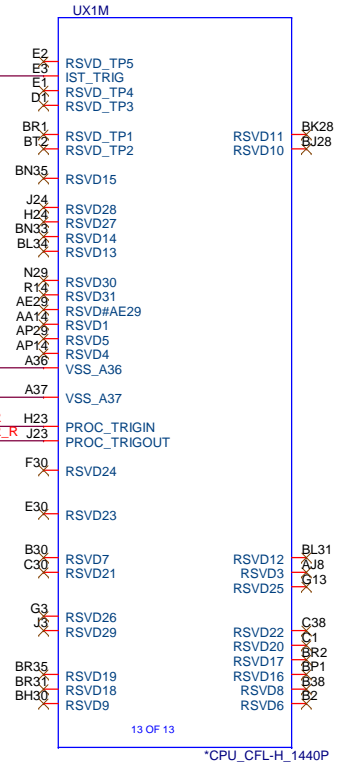 UX1M
E2 RSVD_TP5
E3 IST_TRIG
E1 RSVD_TP4
D1 RSVD_TP3
BR1 RSVD_TP1 RSVD11 BK28
BT2 RSVD_TP2 RSVD10 BJ28
BN35 RSVD15
J24 RSVD28
H24 RSVD27
BN33 RSVD14
BL34 RSVD13
N29 RSVD30
R14 RSVD31
AE29 RSVD#AE29
AA14 RSVD1
AP29 RSVD5
AP14 RSVD4
A36 VSS_A36
A37 VSS_A37
H23 PROC_TRIGIN
_R J23 PROC_TRIGOUT
F30 RSVD24
E30 RSVD23
B30 RSVD7 RSVD12 BL31
C30 RSVD21 RSVD3 AJ8
RSVD25 G13
G3 RSVD26
J3 RSVD29 RSVD22 C38
RSVD20 C1
RSVD17 BR2
BR35 RSVD19 RSVD16 BP1
BR31 RSVD18 RSVD8 B38
BH30 RSVD9 RSVD6 B2
13 OF 13
*CPU_CFL-H_1440P